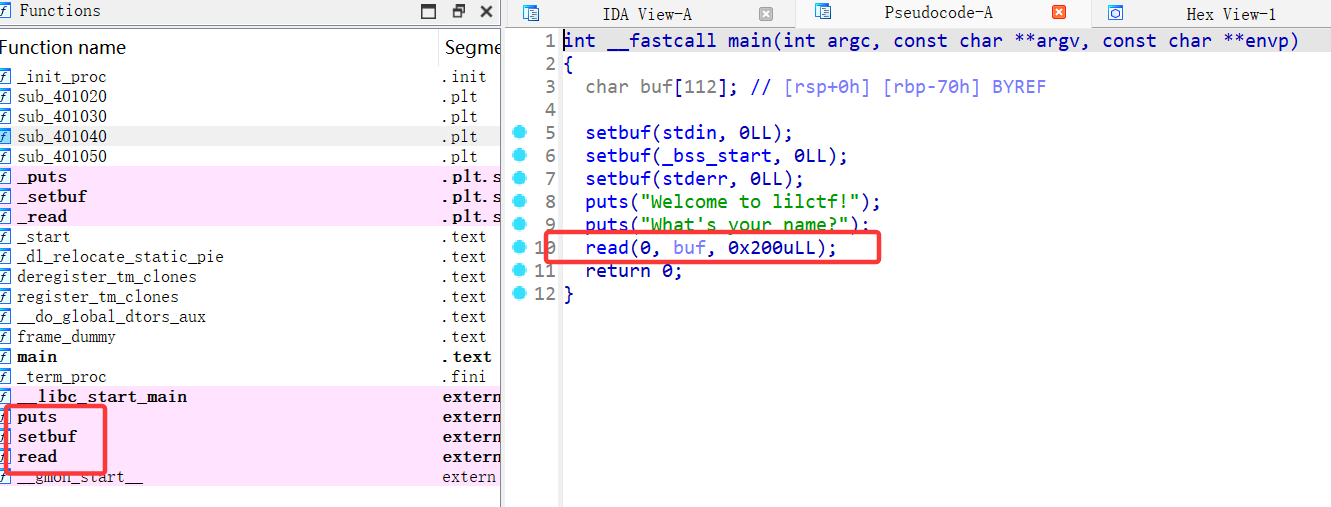 Functions
Function name Segme
f _init_proc .init
f sub_401020 .plt
f sub_401030 .plt
f sub_401040 .plt
f sub_401050 .plt
f _puts .plt.s
f _setbuf .plt.s
f _read .plt.s
f _start .text
f _dl_relocate_static_pie .text
f deregister_tm_clones .text
f register_tm_clones .text
f __do_global_dtors_aux .text
f frame_dummy .text
f main .text
f _term_proc .fini
f __libc_start_main extern
f puts extern
f setbuf extern
f read extern
f __gmon_start__ extern
IDA View-A Pseudocode-A Hex View-1
1 int __fastcall main(int argc, const char **argv, const char **envp)
2 {
3 char buf[112]; // [rsp+0h] [rbp-70h] BYREF
4
5 setbuf(stdin, 0LL);
6 setbuf(_bss_start, 0LL);
7 setbuf(stderr, 0LL);
8 puts("Welcome to lilctf!");
9 puts("What's your name?");
10 read(0, buf, 0x200uLL);
11 return 0;
12 }